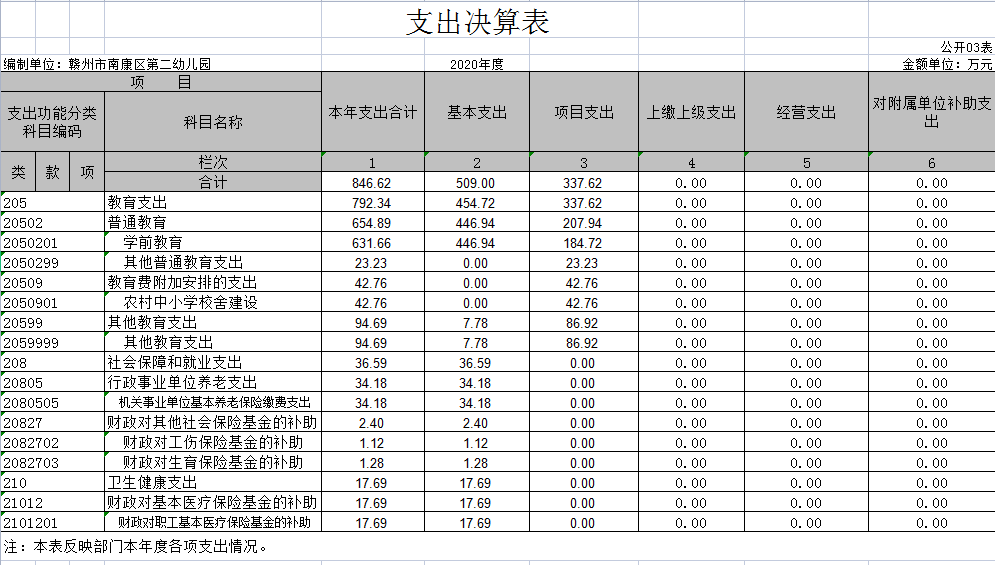 支出决算表
公开03表
编制单位：赣州市南康区第二幼儿园 2020年度 金额单位：万元
项 目
支出功能分类科目编码 科目名称 本年支出合计 基本支出 项目支出 上缴上级支出 经营支出 对附属单位补助支出
类 款 项 栏次 1 2 3 4 5 6
合计 846.62 509.00 337.62 0.00 0.00 0.00
205 教育支出 792.34 454.72 337.62 0.00 0.00 0.00
20502 普通教育 654.89 446.94 207.94 0.00 0.00 0.00
2050201 学前教育 631.66 446.94 184.72 0.00 0.00 0.00
2050299 其他普通教育支出 23.23 0.00 23.23 0.00 0.00 0.00
20509 教育费附加安排的支出 42.76 0.00 42.76 0.00 0.00 0.00
2050901 农村中小学校舍建设 42.76 0.00 42.76 0.00 0.00 0.00
20599 其他教育支出 94.69 7.78 86.92 0.00 0.00 0.00
2059999 其他教育支出 94.69 7.78 86.92 0.00 0.00 0.00
208 社会保障和就业支出 36.59 36.59 0.00 0.00 0.00 0.00
20805 行政事业单位养老支出 34.18 34.18 0.00 0.00 0.00 0.00
2080505 机关事业单位基本养老保险缴费支出 34.18 34.18 0.00 0.00 0.00 0.00
20827 财政对其他社会保险基金的补助 2.40 2.40 0.00 0.00 0.00 0.00
2082702 财政对工伤保险基金的补助 1.12 1.12 0.00 0.00 0.00 0.00
2082703 财政对生育保险基金的补助 1.28 1.28 0.00 0.00 0.00 0.00
210 卫生健康支出 17.69 17.69 0.00 0.00 0.00 0.00
21012 财政对基本医疗保险基金的补助 17.69 17.69 0.00 0.00 0.00 0.00
2101201 财政对职工基本医疗保险基金的补助 17.69 17.69 0.00 0.00 0.00 0.00
注：本表反映部门本年度各项支出情况。